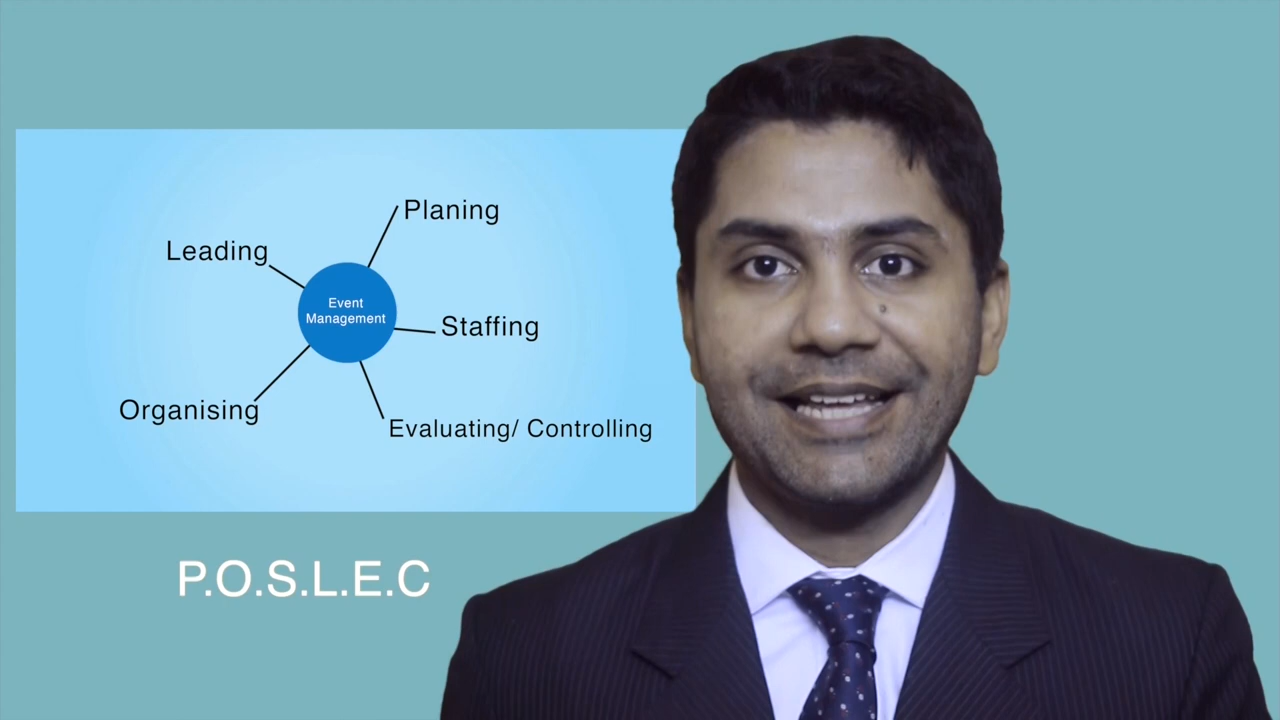 Planing
Leading
Event
Management
Staffing
Organising
Evaluating/ Controlling
P.O.S.L.E.C